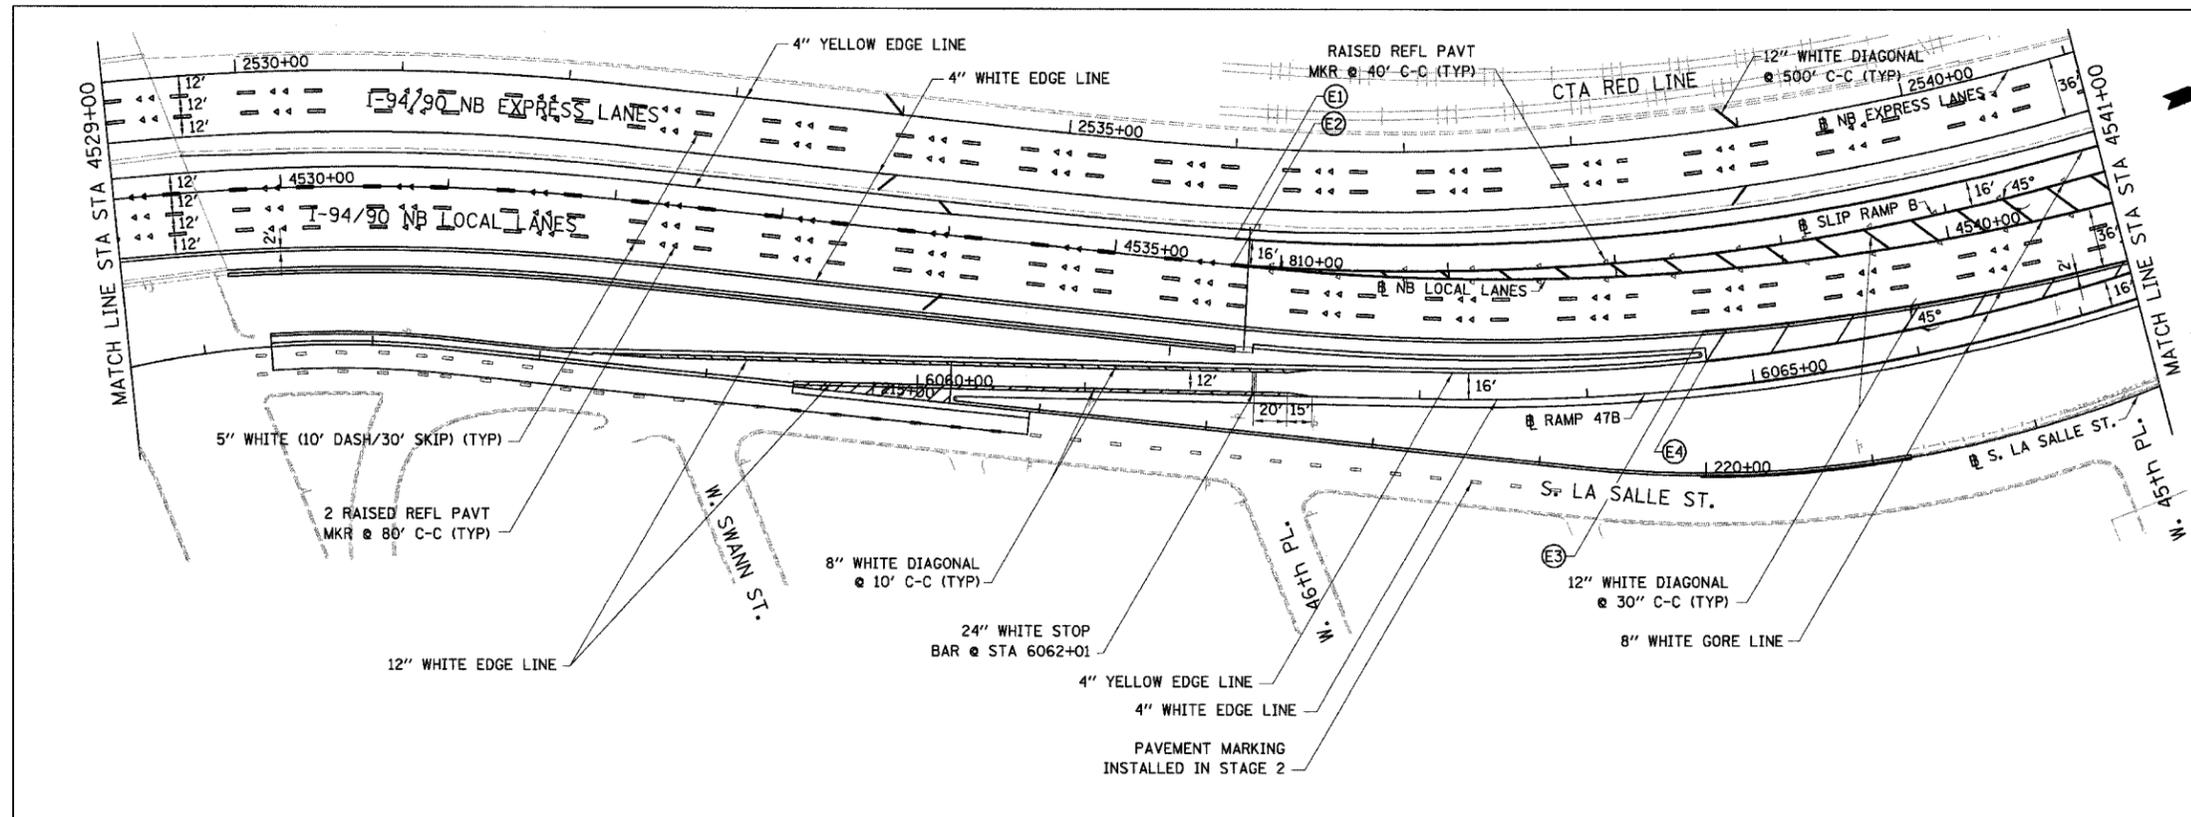 4" YELLOW EDGE LINE
4" WHITE EDGE LINE
RAISED REFL PAVT
MKR @ 40' C-C (TYP)
12" WHITE DIAGONAL
@ 500' C-C (TYP)
CTA RED LINE
E1
E2
2530+00
2535+00
2540+00
12'
12'
12'
I-94/90 NB EXPRESS LANES
℄ NB EXPRESS LANES
36'
MATCH LINE STA STA 4529+00
MATCH LINE STA STA 4541+00
12'
12'
12'
12'
4530+00
I-94/90 NB LOCAL LANES
2'
4535+00
16'
810+00
℄ NB LOCAL LANES
℄ SLIP RAMP B
16'
45°
4540+00
36'
2'
16'
45°
6060+00
215+00
12'
20'
15'
16'
6065+00
℄ RAMP 47B
E4
E3
220+00
S. LA SALLE ST.
℄ S. LA SALLE ST.
W. 45th PL.
W. 46th PL.
W. SWANN ST.
5" WHITE (10' DASH/30' SKIP) (TYP)
2 RAISED REFL PAVT
MKR @ 80' C-C (TYP)
8" WHITE DIAGONAL
@ 10' C-C (TYP)
12" WHITE EDGE LINE
24" WHITE STOP
BAR @ STA 6062+01
4" YELLOW EDGE LINE
4" WHITE EDGE LINE
PAVEMENT MARKING
INSTALLED IN STAGE 2
12" WHITE DIAGONAL
@ 30" C-C (TYP)
8" WHITE GORE LINE